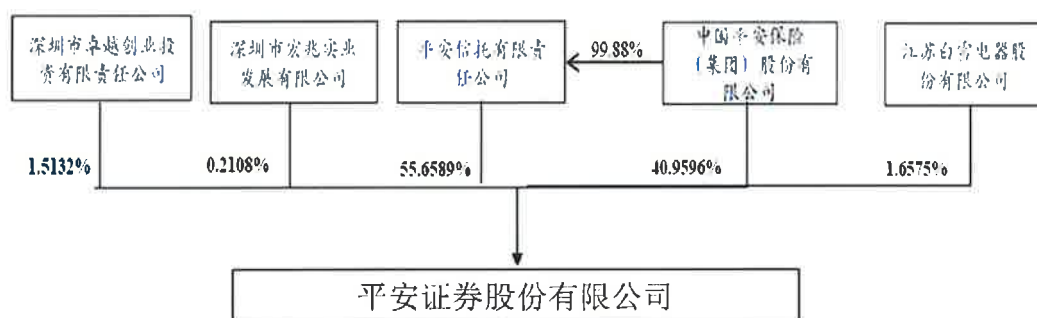 深圳市卓越创业投
资有限责任公司
深圳市宏兆实业
发展有限公司
平安信托有限责
任公司
99.88%
中国平安保险
（集团）股份有
限公司
江苏白雪电器股
份有限公司
1.5132%
0.2108%
55.6589%
40.9596%
1.6575%
平安证券股份有限公司